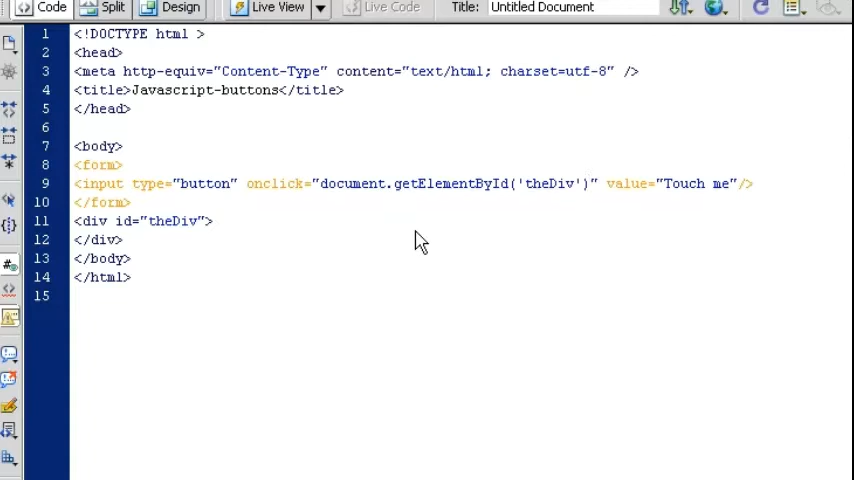 Code Split Design Live View Live Code Title: Untitled Document
1 <!DOCTYPE html >
2 <head>
3 <meta http-equiv="Content-Type" content="text/html; charset=utf-8" />
4 <title>Javascript-buttons</title>
5 </head>
6
7 <body>
8 <form>
9 <input type="button" onclick="document.getElementById('theDiv')" value="Touch me"/>
10 </form>
11 <div id="theDiv">
12 </div>
13 </body>
14 </html>
15